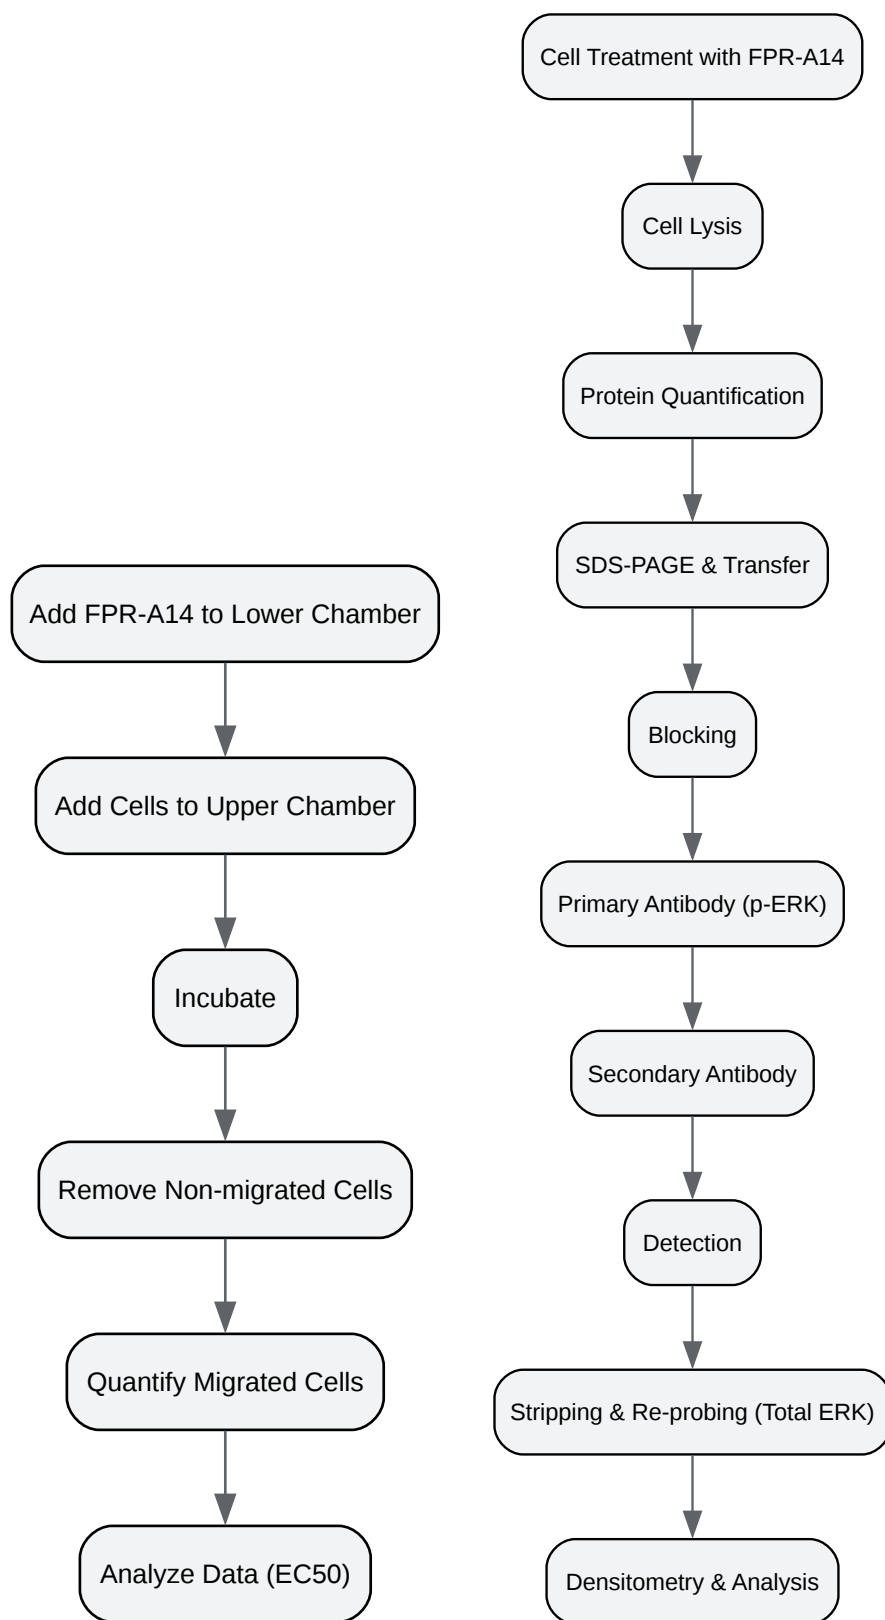 Add FPR-A14 to Lower Chamber
Add Cells to Upper Chamber
Incubate
Remove Non-migrated Cells
Quantify Migrated Cells
Analyze Data (EC50)
Cell Treatment with FPR-A14
Cell Lysis
Protein Quantification
SDS-PAGE & Transfer
Blocking
Primary Antibody (p-ERK)
Secondary Antibody
Detection
Stripping & Re-probing (Total ERK)
Densitometry & Analysis